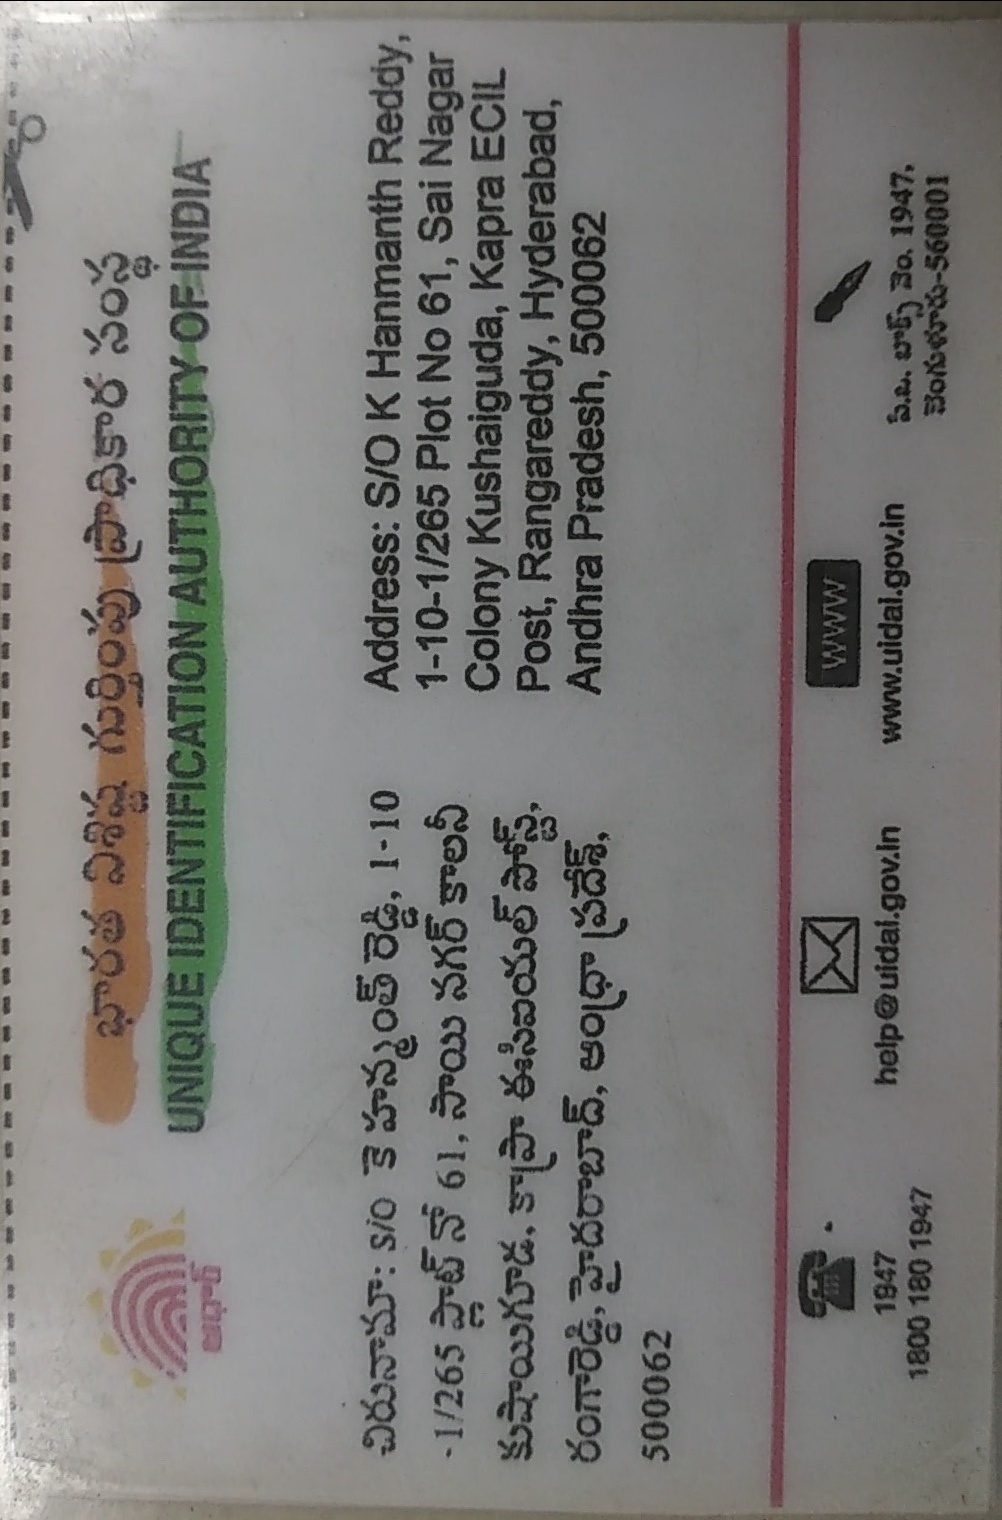 భారత విశిష్ట గుర్తింపు ప్రాధికార సంస్థ
UNIQUE IDENTIFICATION AUTHORITY OF INDIA
ఆధార్
చిరునామా: S/O కె హన్మంత్ రెడ్డి, 1-10
-1/265 ప్లాట్ నో 61, సాయి నగర్ కాలనీ
కుషాయిగూడ, కాప్రా ఈసిఐయల్ పోస్ట్,
రంగారెడ్డి, హైదరాబాద్, ఆంధ్రా ప్రదేశ్,
500062
Address: S/O K Hanmanth Reddy,
1-10-1/265 Plot No 61, Sai Nagar
Colony Kushaiguda, Kapra ECIL
Post, Rangareddy, Hyderabad,
Andhra Pradesh, 500062
1947
1800 180 1947
help@uidai.gov.in
WWW
www.uidai.gov.in
పి.ఒ. బాక్స్ నెం. 1947,
బెంగుళూరు-560001